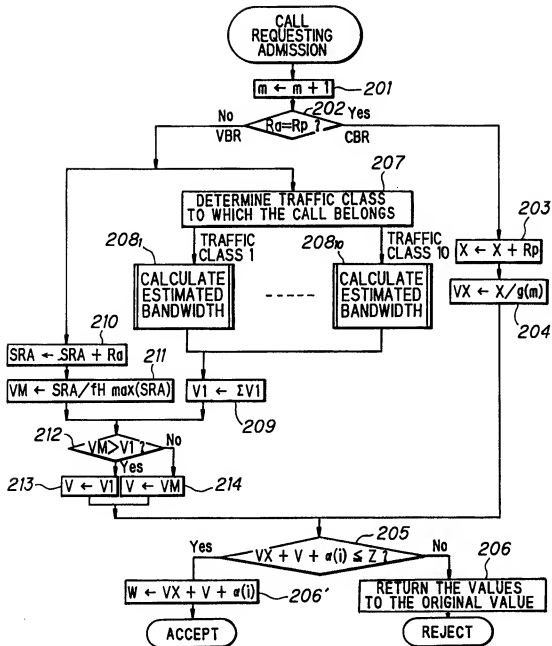 CALL
REQUESTING
ADMISSION
m ← m + 1
201
202
No
VBR
Ra=Rp ?
Yes
CBR
207
DETERMINE TRAFFIC CLASS
TO WHICH THE CALL BELONGS
203
X ← X + Rp
208₁
TRAFFIC
CLASS 1
208₁₀
TRAFFIC
CLASS 10
CALCULATE
ESTIMATED
BANDWIDTH
CALCULATE
ESTIMATED
BANDWIDTH
VX ← X/g(m)
204
210
SRA ← SRA + Ra
211
VM ← SRA/fH max(SRA)
V1 ← ΣV1
209
212
VM>V1 ?
No
Yes
213
V ← V1
V ← VM
214
205
Yes
VX + V + α(i) ≤ Z ?
No
206
W ← VX + V + α(i)
206'
RETURN THE VALUES
TO THE ORIGINAL VALUE
ACCEPT
REJECT